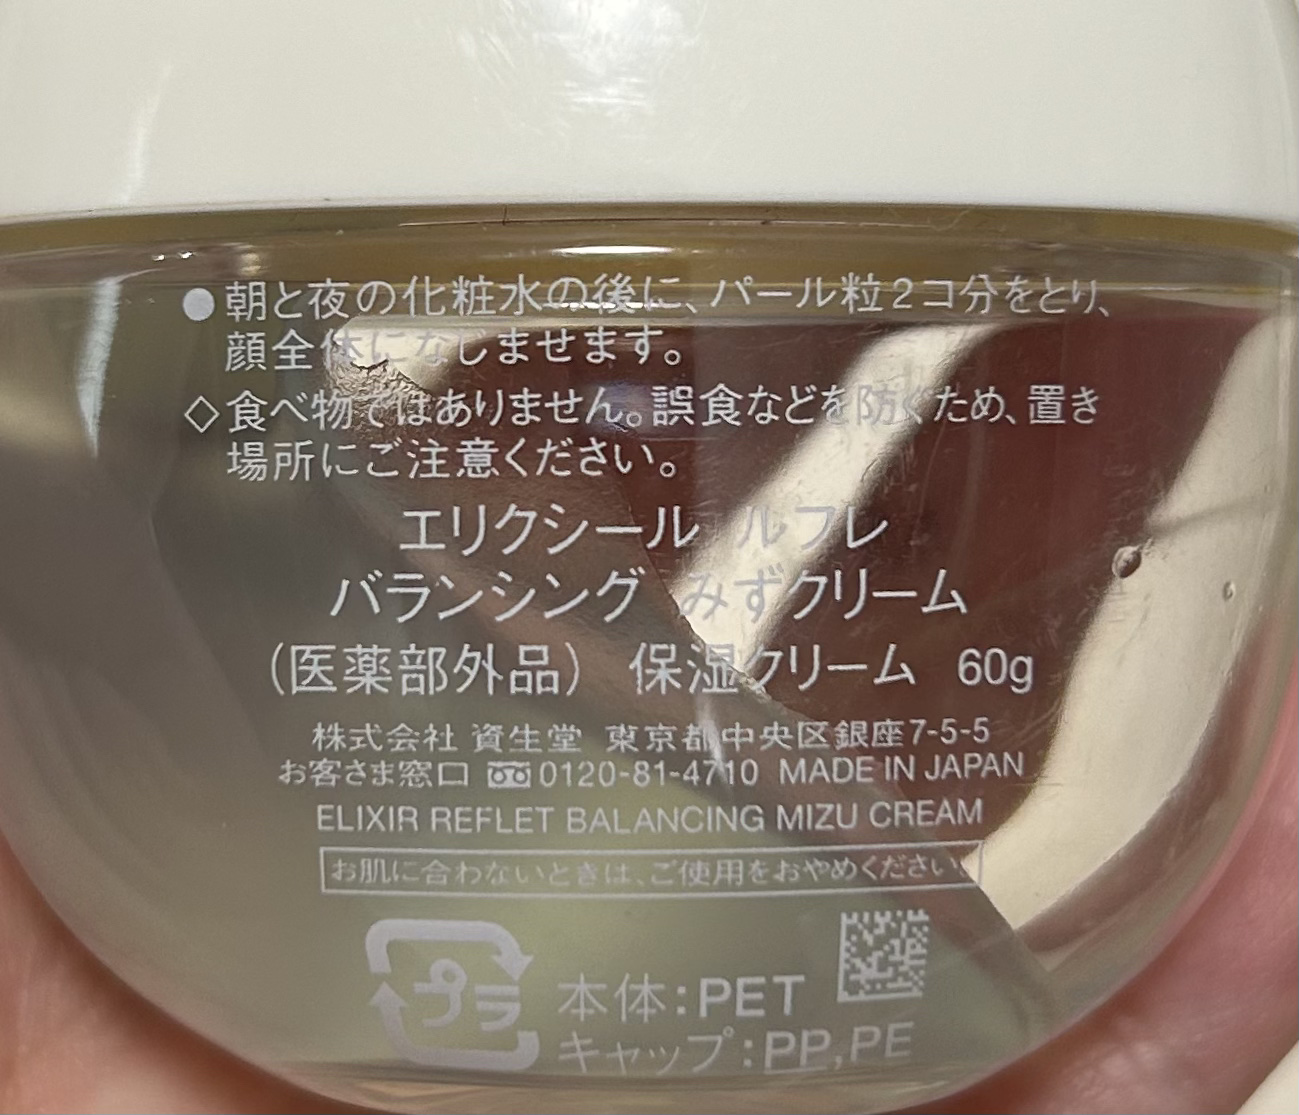 ●朝と夜の化粧水の後に、パール粒2コ分をとり、
顔全体になじませます。
◇食べ物ではありません。誤食などを防ぐため、置き
場所にご注意ください。
エリクシール ルフレ
バランシング みずクリーム
（医薬部外品） 保湿クリーム 60g
株式会社 資生堂 東京都中央区銀座7-5-5
お客さま窓口 0120-81-4710 MADE IN JAPAN
ELIXIR REFLET BALANCING MIZU CREAM
お肌に合わないときは、ご使用をおやめください。
プラ
本体：PET
キャップ：PP,PE